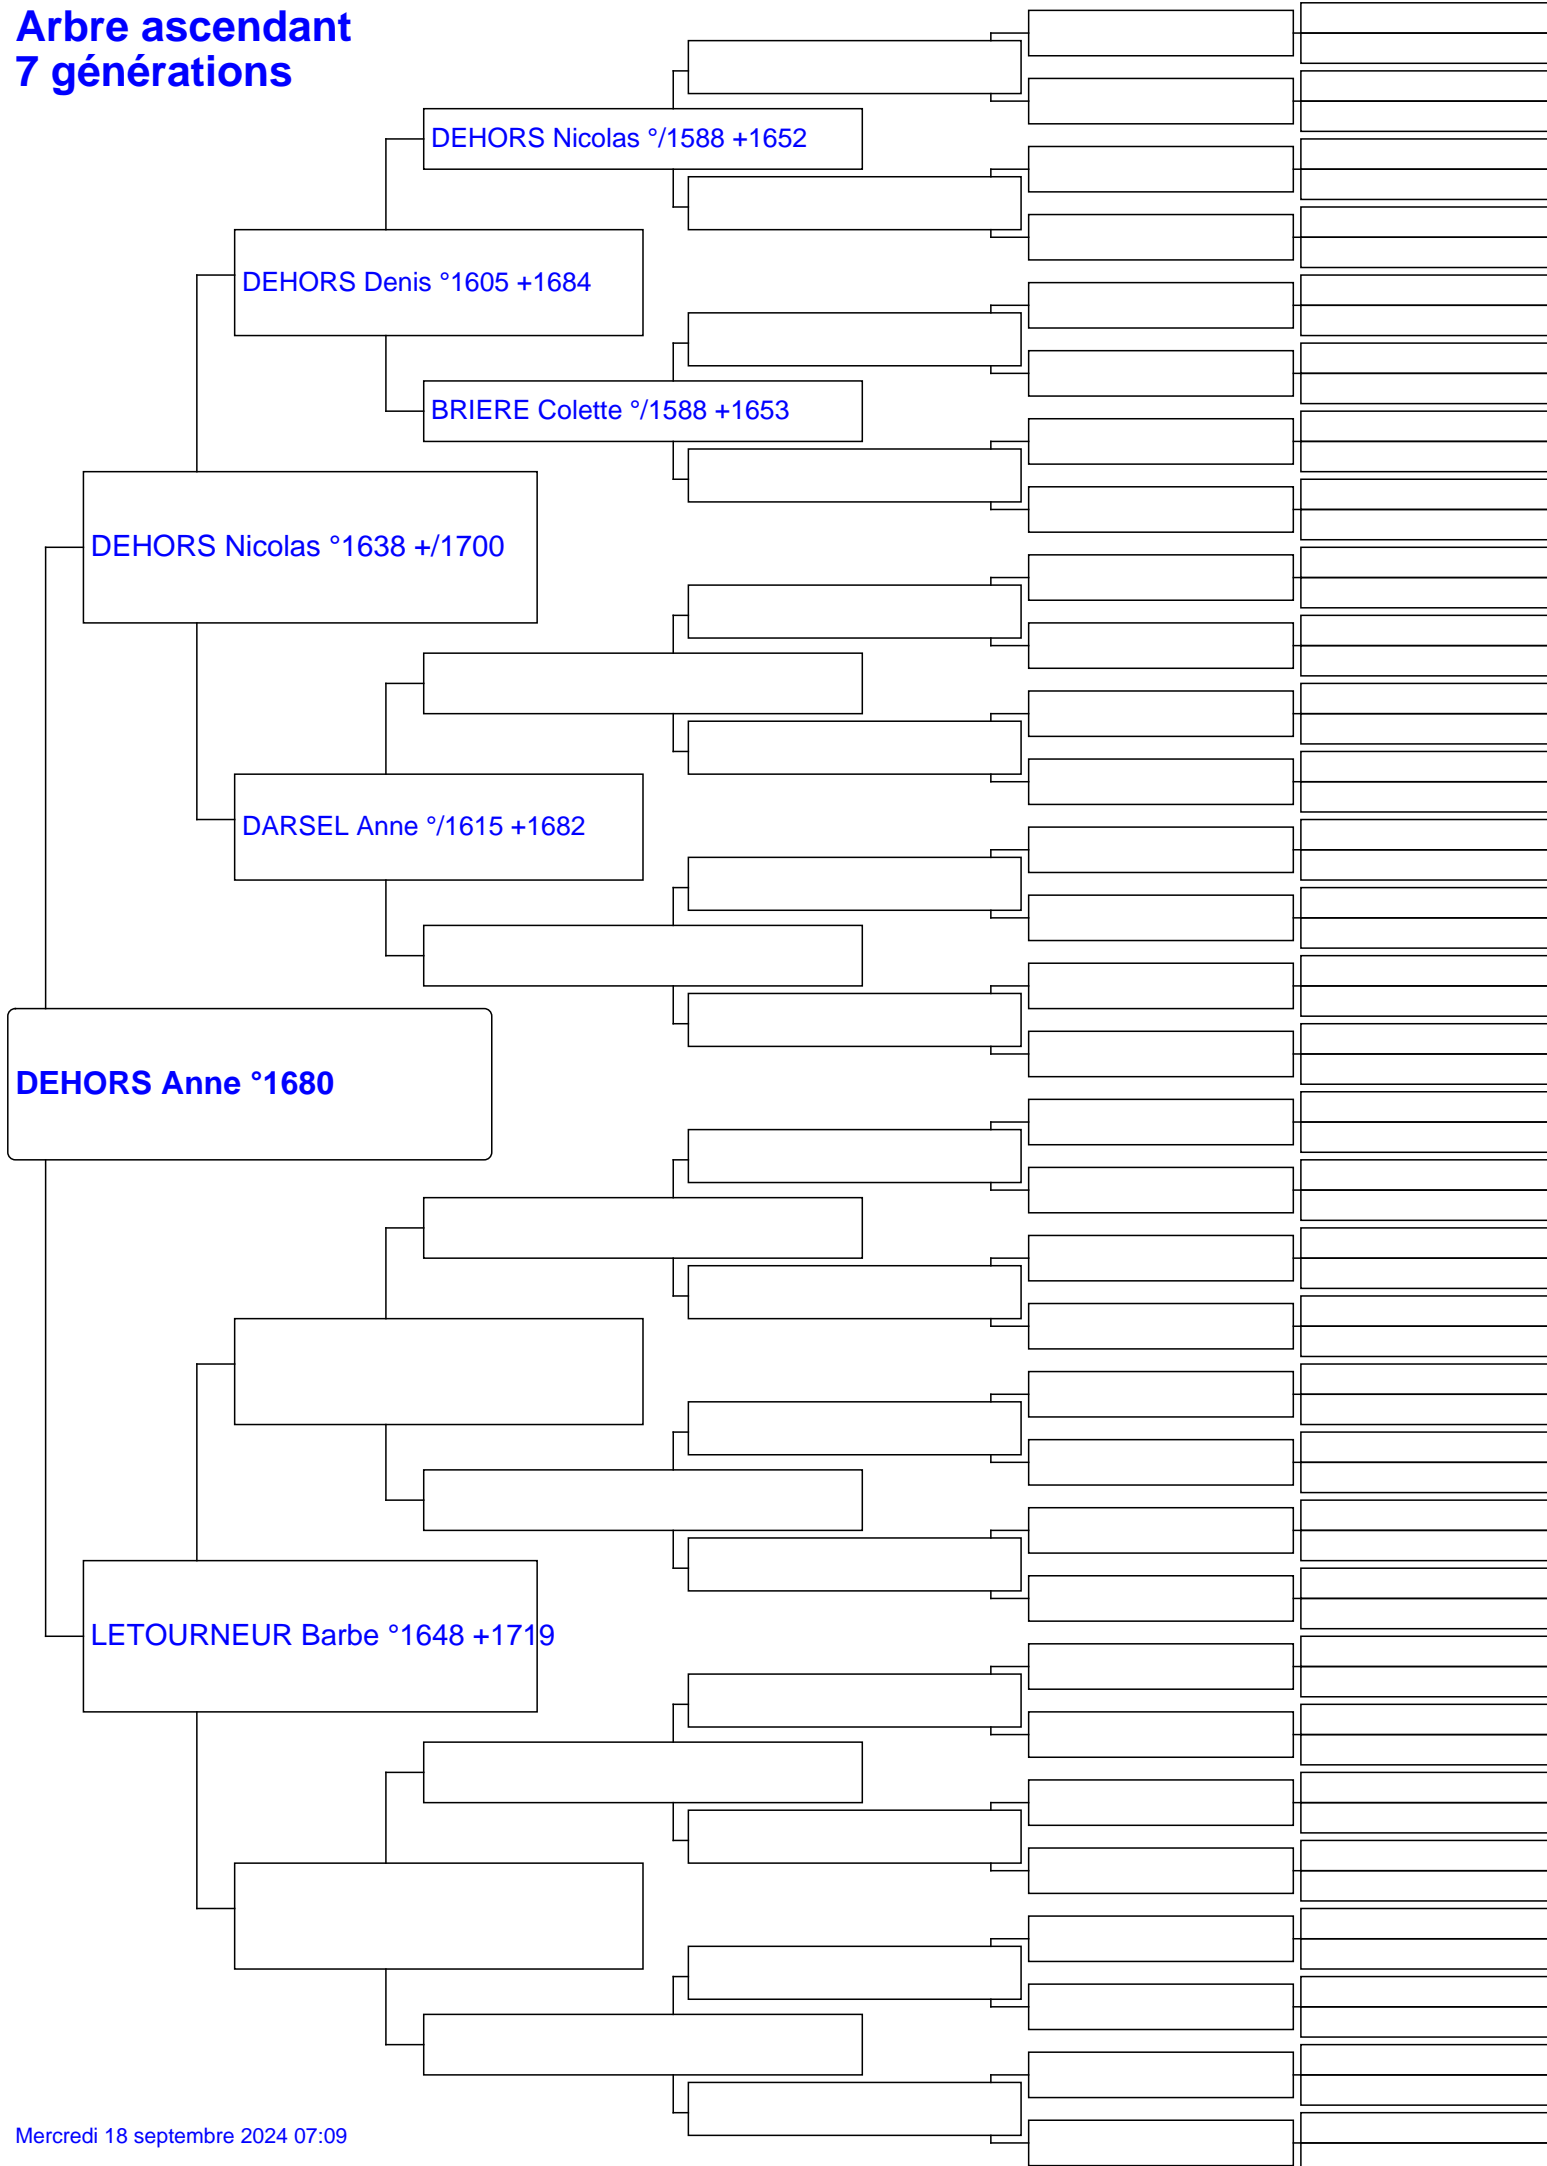 Arbre ascendant
7 générations
DEHORS Nicolas °/1588 +1652
DEHORS Denis °1605 +1684
BRIERE Colette °/1588 +1653
DEHORS Nicolas °1638 +/1700
DARSEL Anne °/1615 +1682
DEHORS Anne °1680
LETOURNEUR Barbe °1648 +1719
Mercredi 18 septembre 2024 07:09